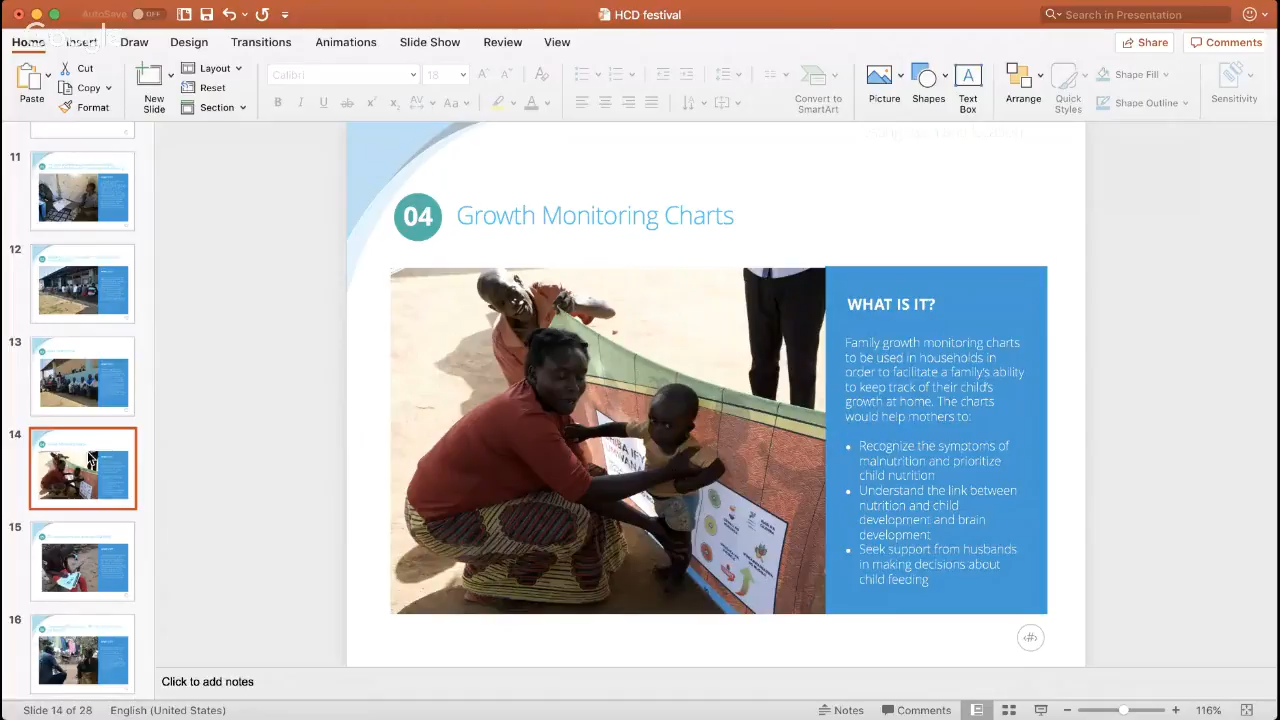 AutoSave OFF
HCD festival
Search in Presentation
Google
Home Insert Draw Design Transitions Animations Slide Show Review View
Share Comments
Paste
Cut
Copy
Format
New
Slide
Layout
Reset
Section
Calibri 18
Convert to
SmartArt
Picture
Shapes
Text
Box
Arrange
Quick
Styles
Shape Fill
Shape Outline
Sensitivity
11
12
13
14
15
16
04 Growth Monitoring Charts
WHAT IS IT?
Family growth monitoring charts
to be used in households in
order to facilitate a family's ability
to keep track of their child's
growth at home. The charts
would help mothers to:
• Recognize the symptoms of
malnutrition and prioritize
child nutrition
• Understand the link between
nutrition and child
development and brain
development
• Seek support from husbands
in making decisions about
child feeding
‹#›
Click to add notes
Slide 14 of 28 English (United States)
Notes Comments 116%